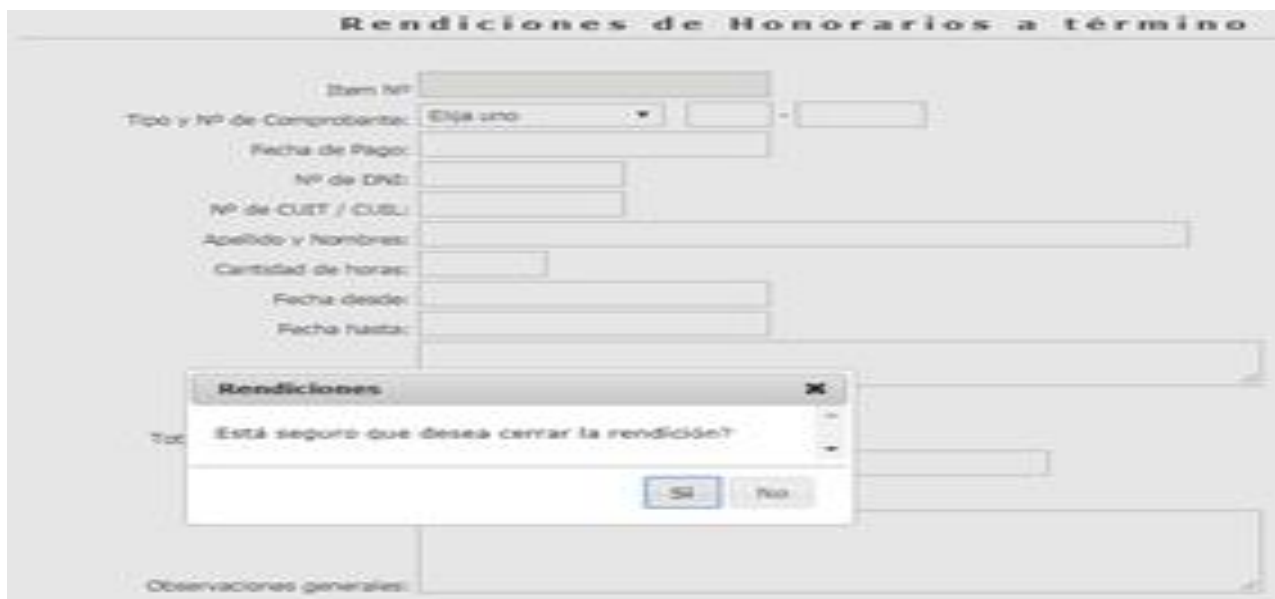 Rendiciones de Honorarios a término
Item Nº
Tipo y Nº de Comprobante: Elija uno -
Fecha de Pago:
Nº de DNI:
Nº de CUIT / CUIL:
Apellido y Nombres:
Cantidad de horas:
Fecha desde:
Fecha hasta:
Rendiciones
Está seguro que desea cerrar la rendición?
Tot
Si No
Observaciones generales: